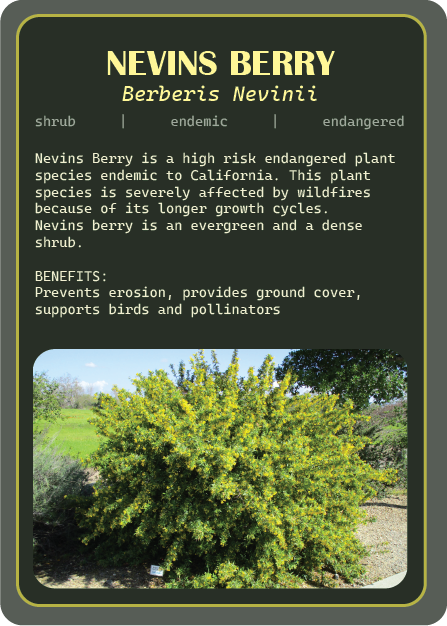 NEVINS BERRY
Berberis Nevinii
shrub | endemic | endangered
Nevins Berry is a high risk endangered plant
species endemic to California. This plant
species is severely affected by wildfires
because of its longer growth cycles.
Nevins berry is an evergreen and a dense
shrub.
BENEFITS:
Prevents erosion, provides ground cover,
supports birds and pollinators